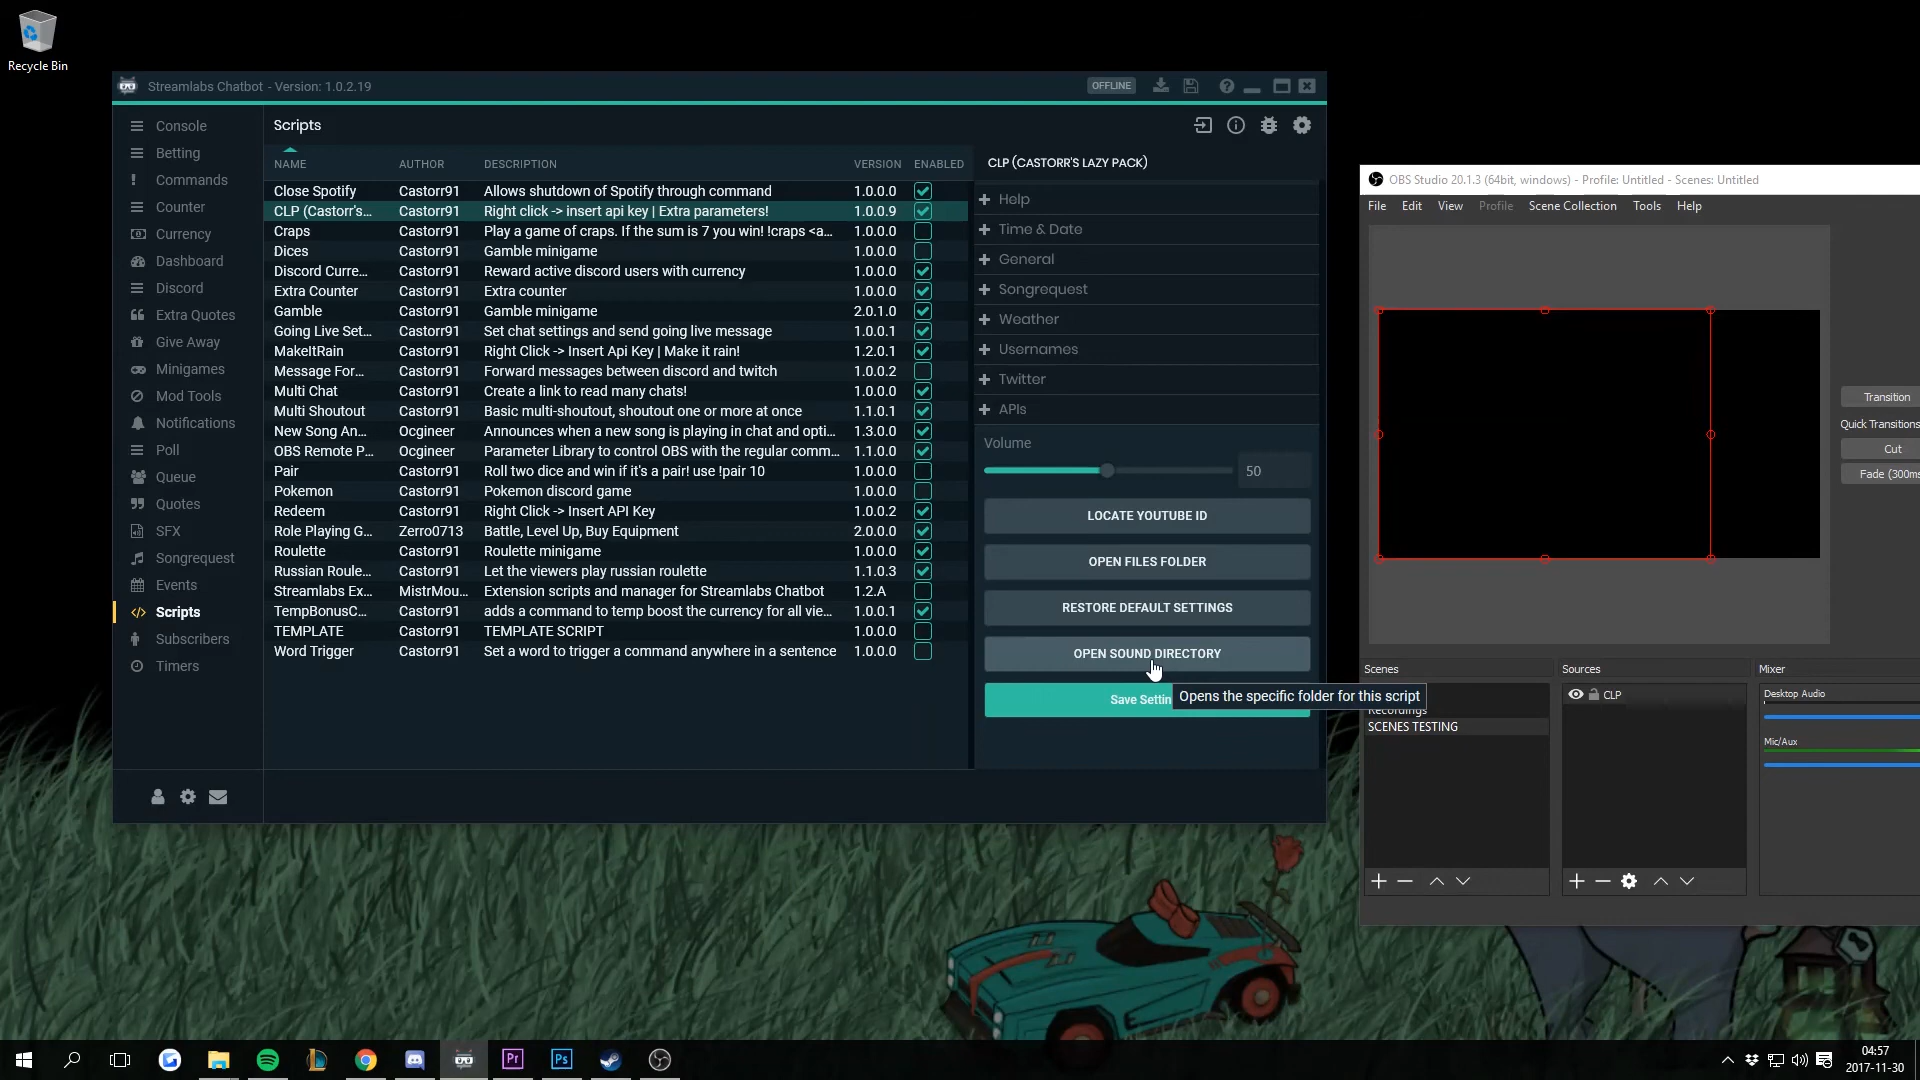 Recycle Bin
Streamlabs Chatbot - Version: 1.0.2.19
OFFLINE
Console
Betting
Commands
Counter
Currency
Dashboard
Discord
Extra Quotes
Give Away
Minigames
Mod Tools
Notifications
Poll
Queue
Quotes
SFX
Songrequest
Events
Scripts
Subscribers
Timers
Scripts
NAME AUTHOR DESCRIPTION VERSION ENABLED
Close Spotify Castorr91 Allows shutdown of Spotify through command 1.0.0.0
CLP (Castorr's... Castorr91 Right click -> insert api key | Extra parameters! 1.0.0.9
Craps Castorr91 Play a game of craps. If the sum is 7 you win! !craps <a... 1.0.0.0
Dices Castorr91 Gamble minigame 1.0.0.0
Discord Curre... Castorr91 Reward active discord users with currency 1.0.0.0
Extra Counter Castorr91 Extra counter 1.0.0.0
Gamble Castorr91 Gamble minigame 2.0.1.0
Going Live Set... Castorr91 Set chat settings and send going live message 1.0.0.1
MakeItRain Castorr91 Right Click -> Insert Api Key | Make it rain! 1.2.0.1
Message For... Castorr91 Forward messages between discord and twitch 1.0.0.2
Multi Chat Castorr91 Create a link to read many chats! 1.0.0.0
Multi Shoutout Castorr91 Basic multi-shoutout, shoutout one or more at once 1.1.0.1
New Song An... Ocgineer Announces when a new song is playing in chat and opti... 1.3.0.0
OBS Remote P... Ocgineer Parameter Library to control OBS with the regular comm... 1.1.0.0
Pair Castorr91 Roll two dice and win if it's a pair! use !pair 10 1.0.0.0
Pokemon Castorr91 Pokemon discord game 1.0.0.0
Redeem Castorr91 Right Click -> Insert API Key 1.0.0.2
Role Playing G... Zerro0713 Battle, Level Up, Buy Equipment 2.0.0.0
Roulette Castorr91 Roulette minigame 1.0.0.0
Russian Roule... Castorr91 Let the viewers play russian roulette 1.1.0.3
Streamlabs Ex... MistrMou... Extension scripts and manager for Streamlabs Chatbot 1.2.A
TempBonusC... Castorr91 adds a command to temp boost the currency for all vie... 1.0.0.1
TEMPLATE Castorr91 TEMPLATE SCRIPT 1.0.0.0
Word Trigger Castorr91 Set a word to trigger a command anywhere in a sentence 1.0.0.0
CLP (CASTORR'S LAZY PACK)
Help
Time & Date
General
Songrequest
Weather
Usernames
Twitter
APIs
Volume
50
LOCATE YOUTUBE ID
OPEN FILES FOLDER
RESTORE DEFAULT SETTINGS
OPEN SOUND DIRECTORY
Save Settin
Opens the specific folder for this script
OBS Studio 20.1.3 (64bit, windows) - Profile: Untitled - Scenes: Untitled
File Edit View Profile Scene Collection Tools Help
Transition
Quick Transitions
Cut
Fade (300ms
Scenes
Recordings
SCENES TESTING
Sources
CLP
Mixer
Desktop Audio
Mic/Aux
Pr
Ps
04:57
2017-11-30